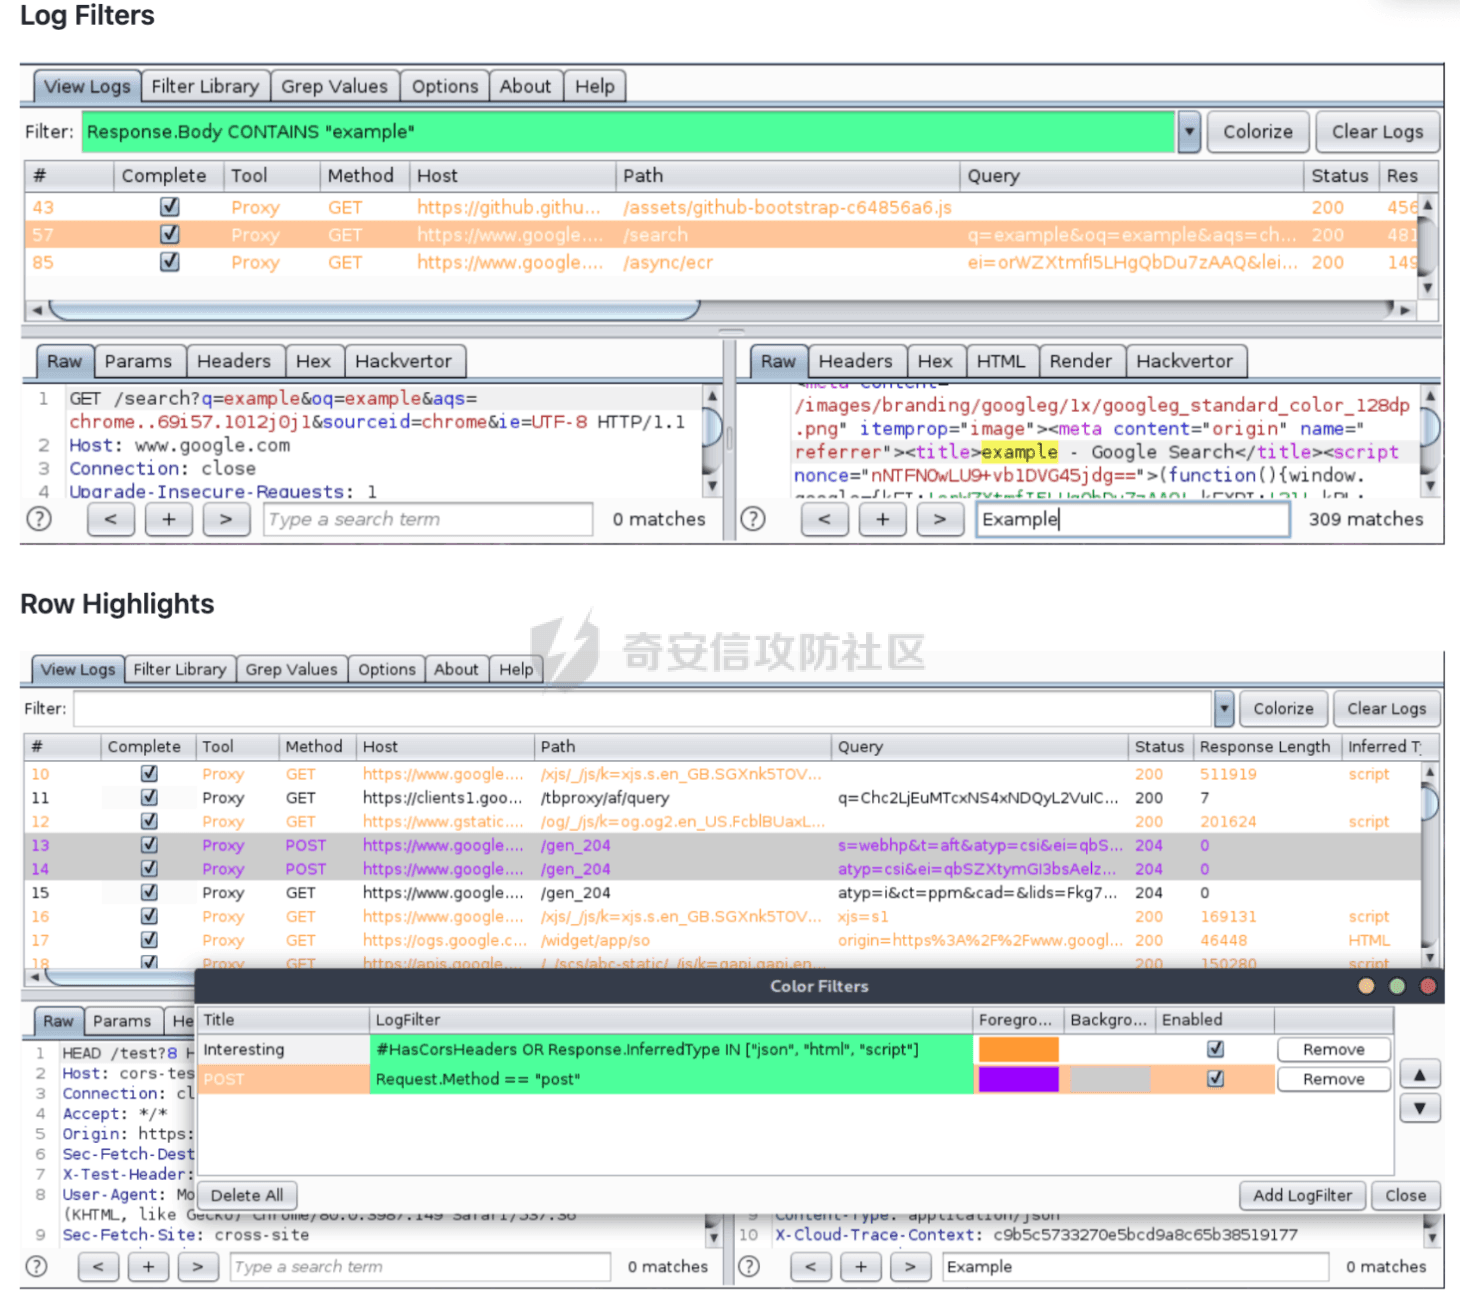 Log Filters
View Logs Filter Library Grep Values Options About Help
Filter: Response.Body CONTAINS "example" Colorize Clear Logs
# Complete Tool Method Host Path Query Status Res
43 Proxy GET https://github.githu... /assets/github-bootstrap-c64856a6.js 200 456
57 Proxy GET https://www.google.... /search q=example&oq=example&aqs=ch... 200 481
85 Proxy GET https://www.google.... /async/ecr ei=orWZXtmfI5LHgQbDu7zAAQ&lei... 200 149
Raw Params Headers Hex Hackvertor
1 GET /search?q=example&oq=example&aqs=
chrome..69i57.1012j0j1&sourceid=chrome&ie=UTF-8 HTTP/1.1
2 Host: www.google.com
3 Connection: close
4 Upgrade-Insecure-Requests: 1
? < + > Type a search term 0 matches
Raw Headers Hex HTML Render Hackvertor
<meta content="
/images/branding/googleg/1x/googleg_standard_color_128dp
.png" itemprop="image"><meta content="origin" name="
referrer"><title>example - Google Search</title><script
nonce="nNTFNOwLU9+vb1DVG45jdg==">(function(){window.
? < + > Example 309 matches
Row Highlights
奇安信攻防社区
View Logs Filter Library Grep Values Options About Help
Filter: Colorize Clear Logs
# Complete Tool Method Host Path Query Status Response Length Inferred T
10 Proxy GET https://www.google.... /xjs/_/js/k=xjs.s.en_GB.SGXnk5TOV... 200 511919 script
11 Proxy GET https://clients1.goo... /tbproxy/af/query q=Chc2LjEuMTcxNS4xNDQyL2VuIC... 200 7
12 Proxy GET https://www.gstatic.... /og/_/js/k=og.og2.en_US.FcblBUaxL... 200 201624 script
13 Proxy POST https://www.google.... /gen_204 s=webhp&t=aft&atyp=csi&ei=qbS... 204 0
14 Proxy POST https://www.google.... /gen_204 atyp=csi&ei=qbSZXtymGI3bsAelz... 204 0
15 Proxy GET https://www.google.... /gen_204 atyp=i&ct=ppm&cad=&lids=Fkg7... 204 0
16 Proxy GET https://www.google.... /xjs/_/js/k=xjs.s.en_GB.SGXnk5TOV... xjs=s1 200 169131 script
17 Proxy GET https://ogs.google.c... /widget/app/so origin=https%3A%2F%2Fwww.googl... 200 46448 HTML
18 Proxy GET https://apis.google.... /_/scs/abc-static/_/js/k=gapi.gapi.en... 200 150280 script
Color Filters
Title LogFilter Foregro... Backgro... Enabled
Interesting #HasCorsHeaders OR Response.InferredType IN ["json", "html", "script"] Remove
POST Request.Method == "post" Remove
Delete All Add LogFilter Close
Raw Params He
1 HEAD /test?8 H
2 Host: cors-tes
3 Connection: cl
4 Accept: */*
5 Origin: https:
6 Sec-Fetch-Dest
7 X-Test-Header:
8 User-Agent: Mo
(KHTML, like Gecko) Chrome/80.0.3987.149 Safari/537.36
9 Sec-Fetch-Site: cross-site
? < + > Type a search term 0 matches
9 Content-Type: application/json
10 X-Cloud-Trace-Context: c9b5c5733270e5bcd9a8c65b38519177
? < + > Example 0 matches